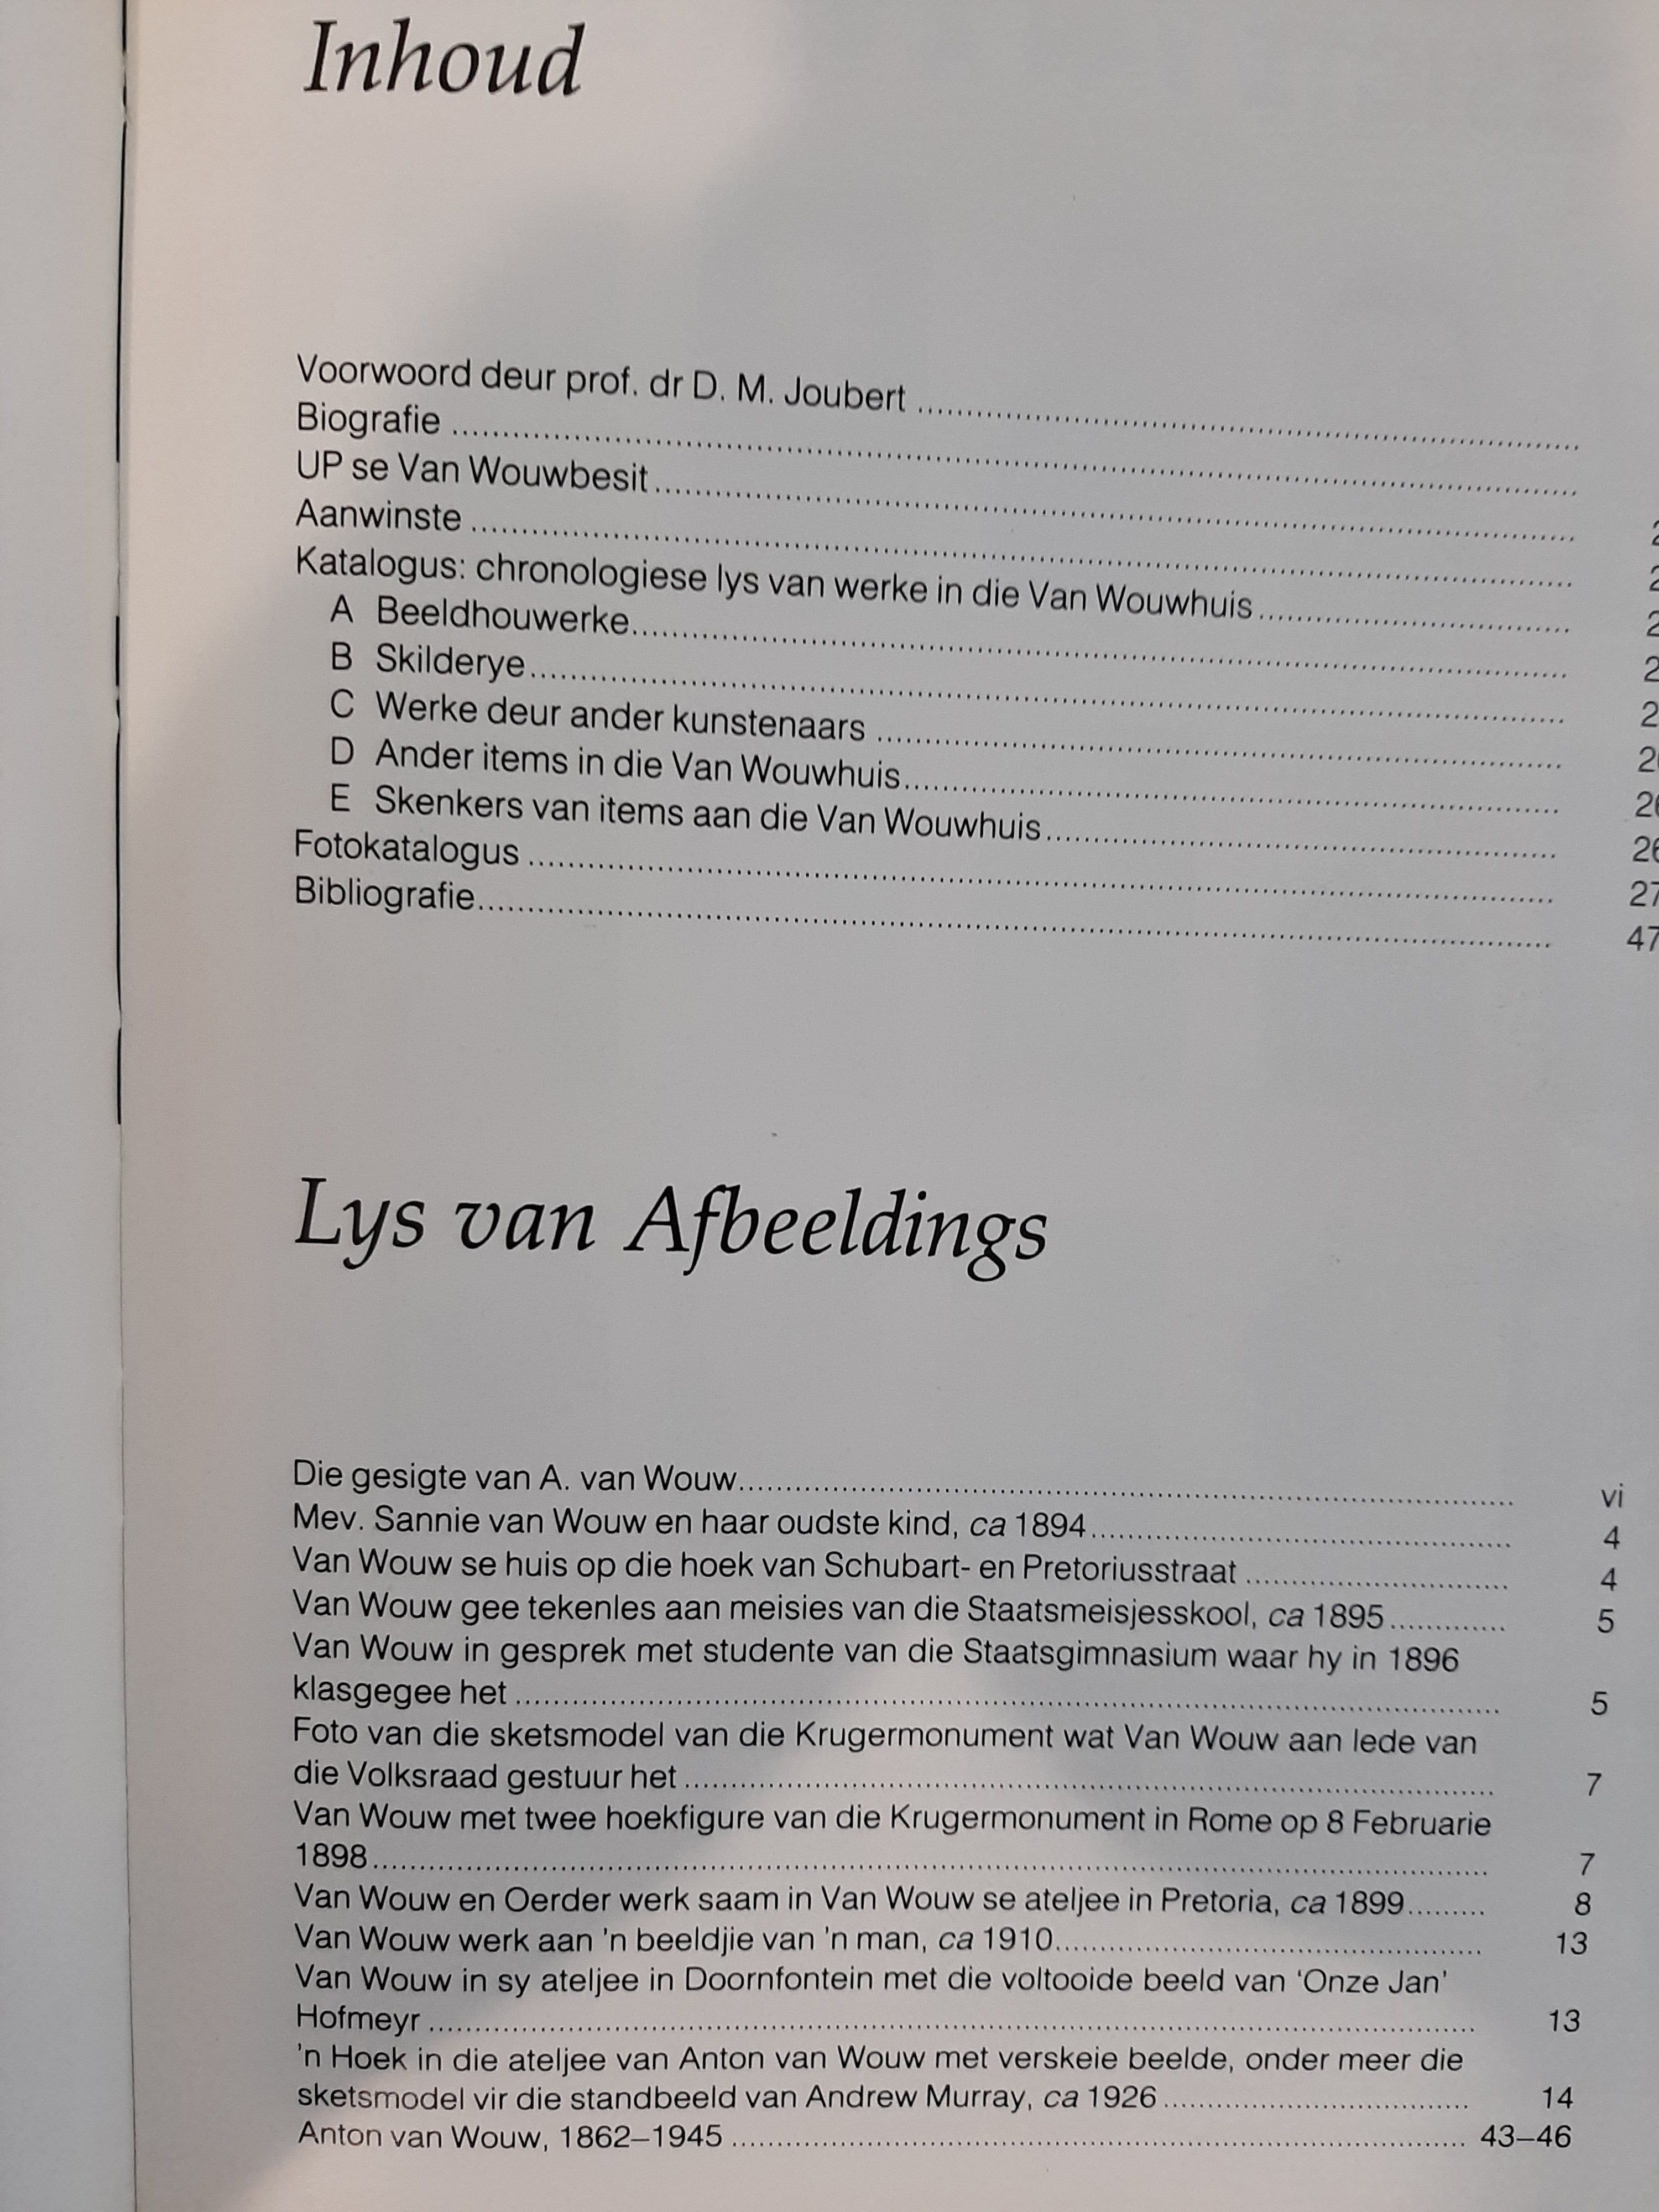 Inhoud
Voorwoord deur prof. dr D. M. Joubert ........................
Biografie ........................
UP se Van Wouwbesit ........................
Aanwinste ........................
Katalogus: chronologiese lys van werke in die Van Wouwhuis ........................
A Beeldhouwerke ........................
B Skilderye ........................
C Werke deur ander kunstenaars ........................
D Ander items in die Van Wouwhuis ........................
E Skenkers van items aan die Van Wouwhuis ........................ 26
Fotokatalogus ........................ 27
Bibliografie ........................ 47
Lys van Afbeeldings
Die gesigte van A. van Wouw ........................ vi
Mev. Sannie van Wouw en haar oudste kind, ca 1894 ........................ 4
Van Wouw se huis op die hoek van Schubart- en Pretoriusstraat ........................ 4
Van Wouw gee tekenles aan meisies van die Staatsmeisjesskool, ca 1895 ............. 5
Van Wouw in gesprek met studente van die Staatsgimnasium waar hy in 1896
klasgegee het ........................ 5
Foto van die sketsmodel van die Krugermonument wat Van Wouw aan lede van
die Volksraad gestuur het ........................ 7
Van Wouw met twee hoekfigure van die Krugermonument in Rome op 8 Februarie
1898 ........................ 7
Van Wouw en Oerder werk saam in Van Wouw se ateljee in Pretoria, ca 1899 ......... 8
Van Wouw werk aan 'n beeldjie van 'n man, ca 1910 ........................ 13
Van Wouw in sy ateljee in Doornfontein met die voltooide beeld van ‘Onze Jan’
Hofmeyr ........................ 13
'n Hoek in die ateljee van Anton van Wouw met verskeie beelde, onder meer die
sketsmodel vir die standbeeld van Andrew Murray, ca 1926 ........................ 14
Anton van Wouw, 1862–1945 ........................ 43–46